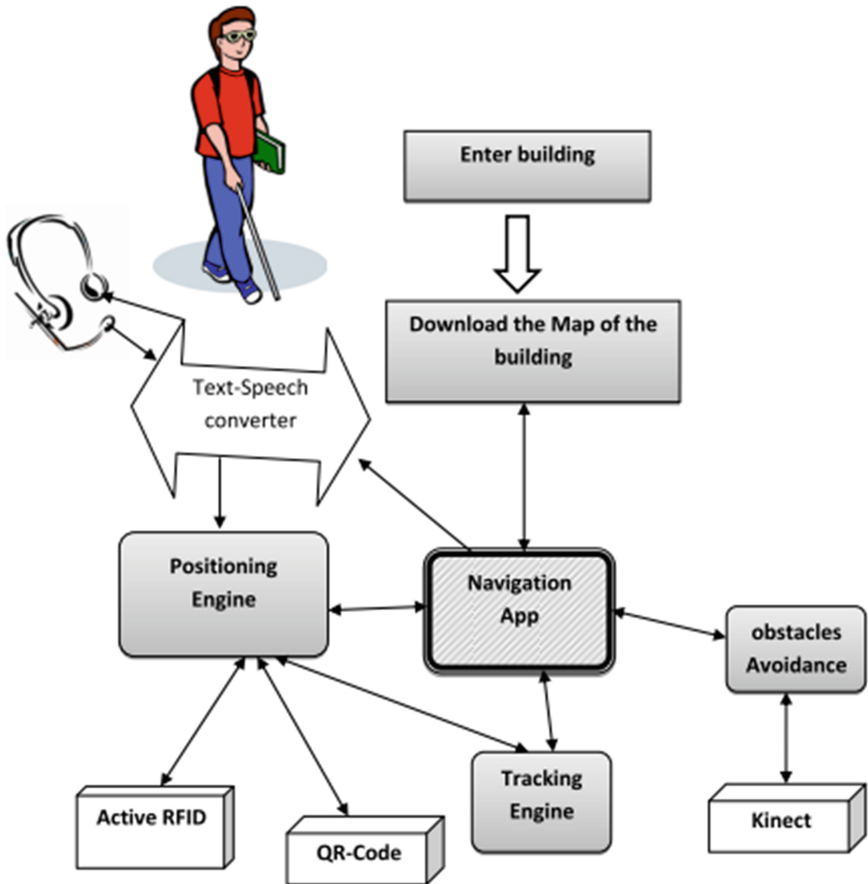 Enter building
Download the Map of the
building
Text-Speech
converter
Positioning
Engine
Navigation
App
obstacles
Avoidance
Active RFID
QR-Code
Tracking
Engine
Kinect